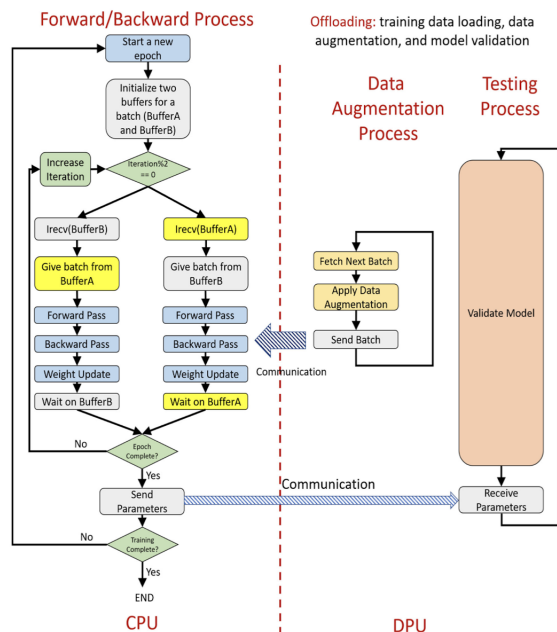 Forward/Backward Process
Offloading: training data loading, data
augmentation, and model validation
Start a new
epoch
Initialize two
buffers for a
batch (BufferA
and BufferB)
Increase
Iteration
Iteration%2
== 0
Irecv(BufferB)
Give batch from
BufferA
Forward Pass
Backward Pass
Weight Update
Wait on BufferB
Irecv(BufferA)
Give batch from
BufferB
Forward Pass
Backward Pass
Weight Update
Wait on BufferA
No
Epoch
Complete?
Yes
Send
Parameters
No
Training
Complete?
Yes
END
CPU
Data
Augmentation
Process
Fetch Next Batch
Apply Data
Augmentation
Send Batch
Communication
Communication
Testing
Process
Validate Model
Receive
Parameters
DPU